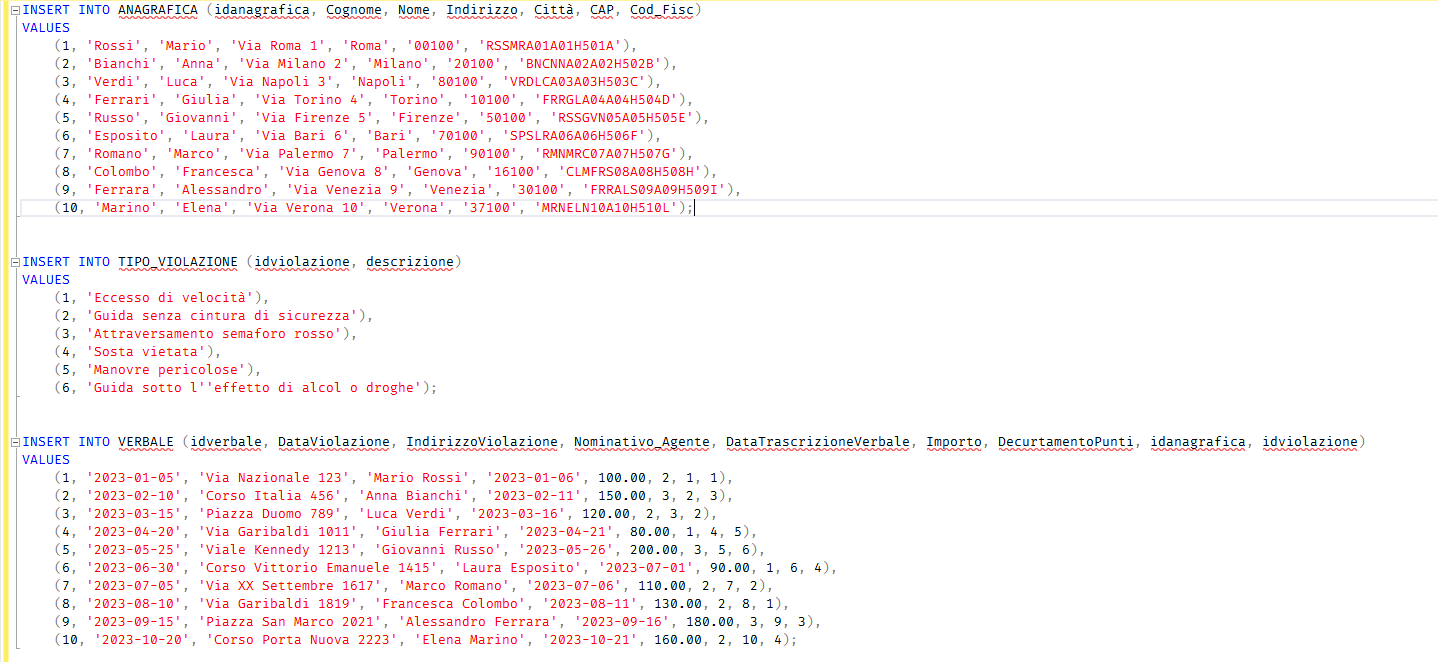 INSERT INTO ANAGRAFICA (idanagrafica, Cognome, Nome, Indirizzo, Città, CAP, Cod_Fisc)
VALUES
(1, 'Rossi', 'Mario', 'Via Roma 1', 'Roma', '00100', 'RSSMRA01A01H501A'),
(2, 'Bianchi', 'Anna', 'Via Milano 2', 'Milano', '20100', 'BNCNNA02A02H502B'),
(3, 'Verdi', 'Luca', 'Via Napoli 3', 'Napoli', '80100', 'VRDLCA03A03H503C'),
(4, 'Ferrari', 'Giulia', 'Via Torino 4', 'Torino', '10100', 'FRRGLA04A04H504D'),
(5, 'Russo', 'Giovanni', 'Via Firenze 5', 'Firenze', '50100', 'RSSGVN05A05H505E'),
(6, 'Esposito', 'Laura', 'Via Bari 6', 'Bari', '70100', 'SPSLRA06A06H506F'),
(7, 'Romano', 'Marco', 'Via Palermo 7', 'Palermo', '90100', 'RMNMRC07A07H507G'),
(8, 'Colombo', 'Francesca', 'Via Genova 8', 'Genova', '16100', 'CLMFRS08A08H508H'),
(9, 'Ferrara', 'Alessandro', 'Via Venezia 9', 'Venezia', '30100', 'FRRALS09A09H509I'),
(10, 'Marino', 'Elena', 'Via Verona 10', 'Verona', '37100', 'MRNELN10A10H510L');
INSERT INTO TIPO_VIOLAZIONE (idviolazione, descrizione)
VALUES
(1, 'Eccesso di velocità'),
(2, 'Guida senza cintura di sicurezza'),
(3, 'Attraversamento semaforo rosso'),
(4, 'Sosta vietata'),
(5, 'Manovre pericolose'),
(6, 'Guida sotto l''effetto di alcol o droghe');
INSERT INTO VERBALE (idverbale, DataViolazione, IndirizzoViolazione, Nominativo_Agente, DataTrascrizioneVerbale, Importo, DecurtamentoPunti, idanagrafica, idviolazione)
VALUES
(1, '2023-01-05', 'Via Nazionale 123', 'Mario Rossi', '2023-01-06', 100.00, 2, 1, 1),
(2, '2023-02-10', 'Corso Italia 456', 'Anna Bianchi', '2023-02-11', 150.00, 3, 2, 3),
(3, '2023-03-15', 'Piazza Duomo 789', 'Luca Verdi', '2023-03-16', 120.00, 2, 3, 2),
(4, '2023-04-20', 'Via Garibaldi 1011', 'Giulia Ferrari', '2023-04-21', 80.00, 1, 4, 5),
(5, '2023-05-25', 'Viale Kennedy 1213', 'Giovanni Russo', '2023-05-26', 200.00, 3, 5, 6),
(6, '2023-06-30', 'Corso Vittorio Emanuele 1415', 'Laura Esposito', '2023-07-01', 90.00, 1, 6, 4),
(7, '2023-07-05', 'Via XX Settembre 1617', 'Marco Romano', '2023-07-06', 110.00, 2, 7, 2),
(8, '2023-08-10', 'Via Garibaldi 1819', 'Francesca Colombo', '2023-08-11', 130.00, 2, 8, 1),
(9, '2023-09-15', 'Piazza San Marco 2021', 'Alessandro Ferrara', '2023-09-16', 180.00, 3, 9, 3),
(10, '2023-10-20', 'Corso Porta Nuova 2223', 'Elena Marino', '2023-10-21', 160.00, 2, 10, 4);